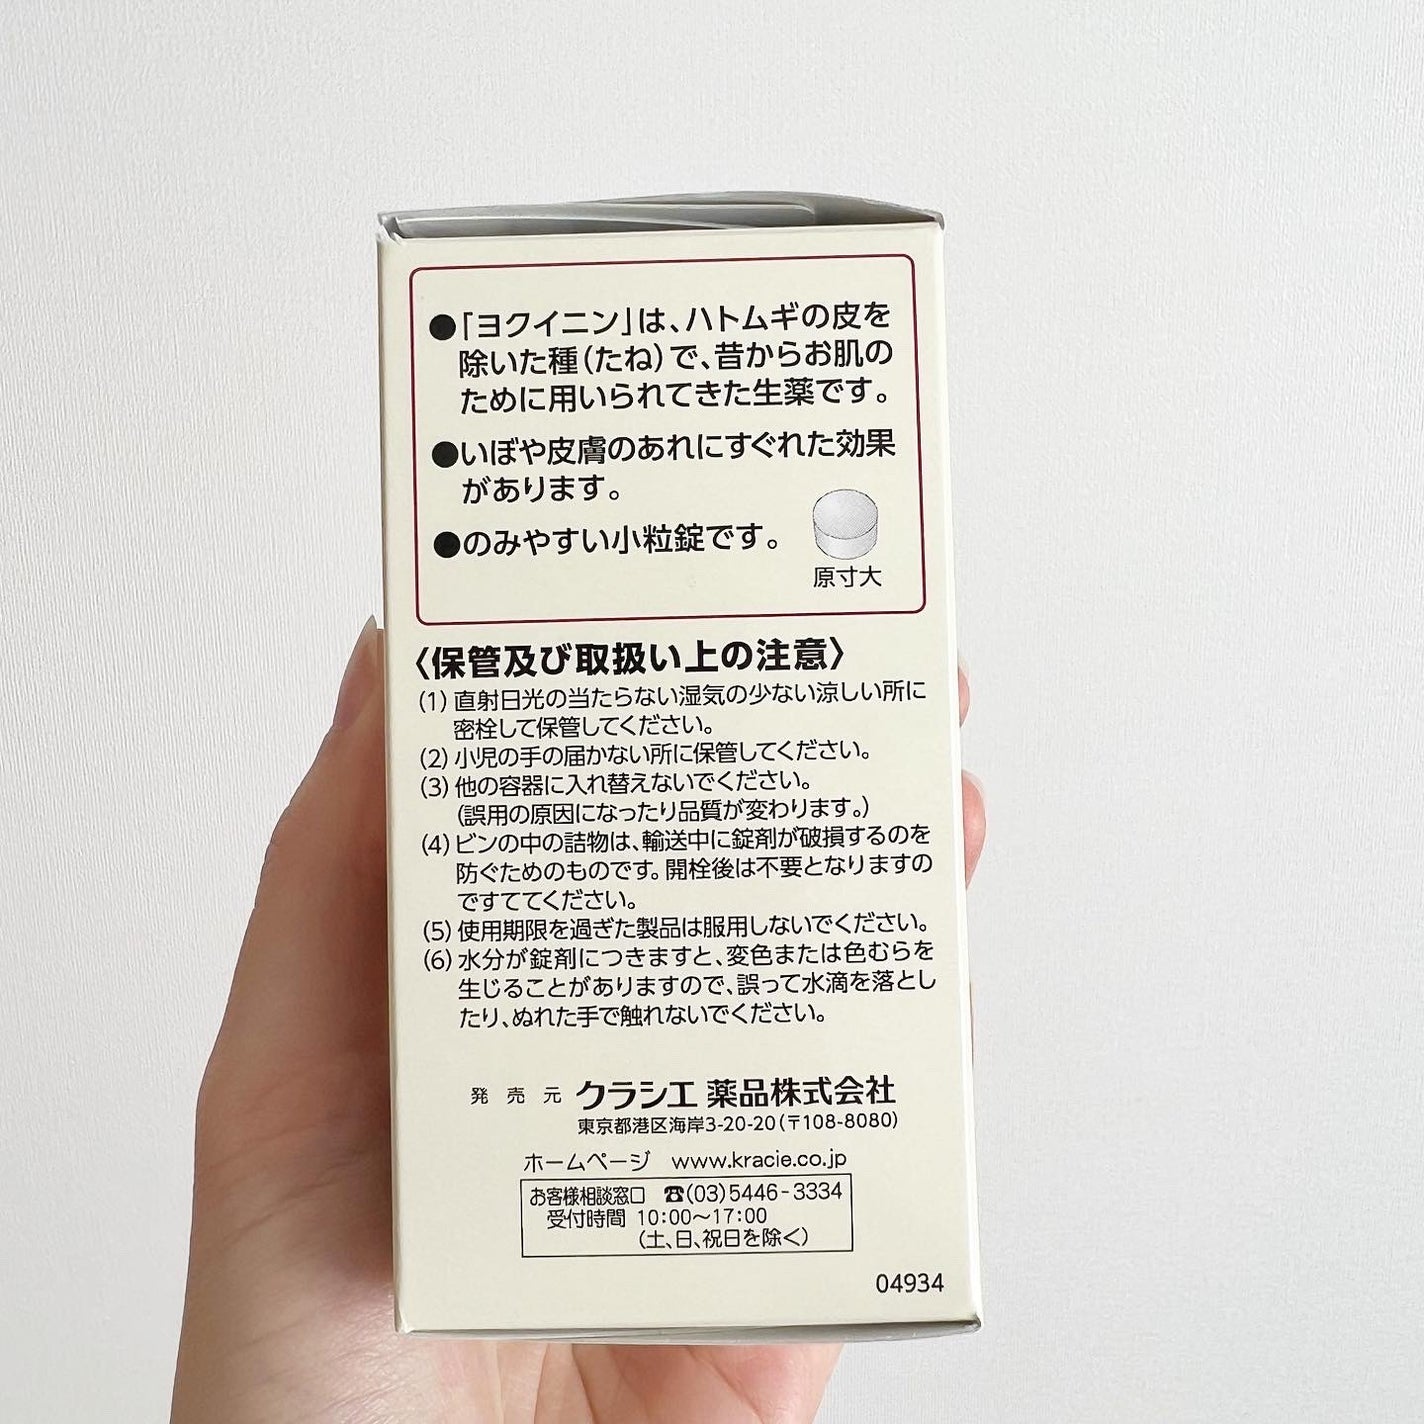 ●「ヨクイニン」は、ハトムギの皮を
除いた種(たね)で、昔からお肌の
ために用いられてきた生薬です。
●いぼや皮膚のあれにすぐれた効果
があります。
●のみやすい小粒錠です。
原寸大
〈保管及び取扱い上の注意〉
(1)直射日光の当たらない湿気の少ない涼しい所に
密栓して保管してください。
(2)小児の手の届かない所に保管してください。
(3)他の容器に入れ替えないでください。
(誤用の原因になったり品質が変わります。)
(4)ビンの中の詰物は、輸送中に錠剤が破損するのを
防ぐためのものです。開栓後は不要となりますの
ですててください。
(5)使用期限を過ぎた製品は服用しないでください。
(6)水分が錠剤につきますと、変色または色むらを
生じることがありますので、誤って水滴を落とし
たり、ぬれた手で触れないでください。
発売元 クラシエ薬品株式会社
東京都港区海岸3-20-20(〒108-8080)
ホームページ www.kracie.co.jp
お客様相談窓口 ☎(03)5446-3334
受付時間 10:00〜17:00
(土、日、祝日を除く)
04934